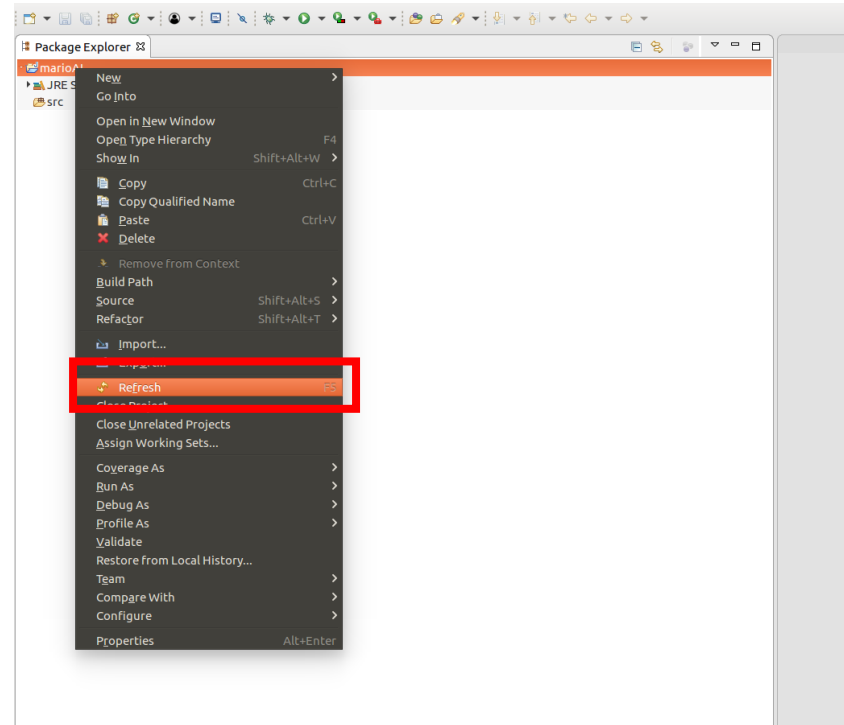 Package Explorer
marioAI
JRE S
src
New
Go Into
Open in New Window
Open Type Hierarchy F4
Show In Shift+Alt+W
Copy Ctrl+C
Copy Qualified Name
Paste Ctrl+V
Delete
Remove from Context
Build Path
Source Shift+Alt+S
Refactor Shift+Alt+T
Import...
Export...
Refresh F5
Close Project
Close Unrelated Projects
Assign Working Sets...
Coverage As
Run As
Debug As
Profile As
Validate
Restore from Local History...
Team
Compare With
Configure
Properties Alt+Enter